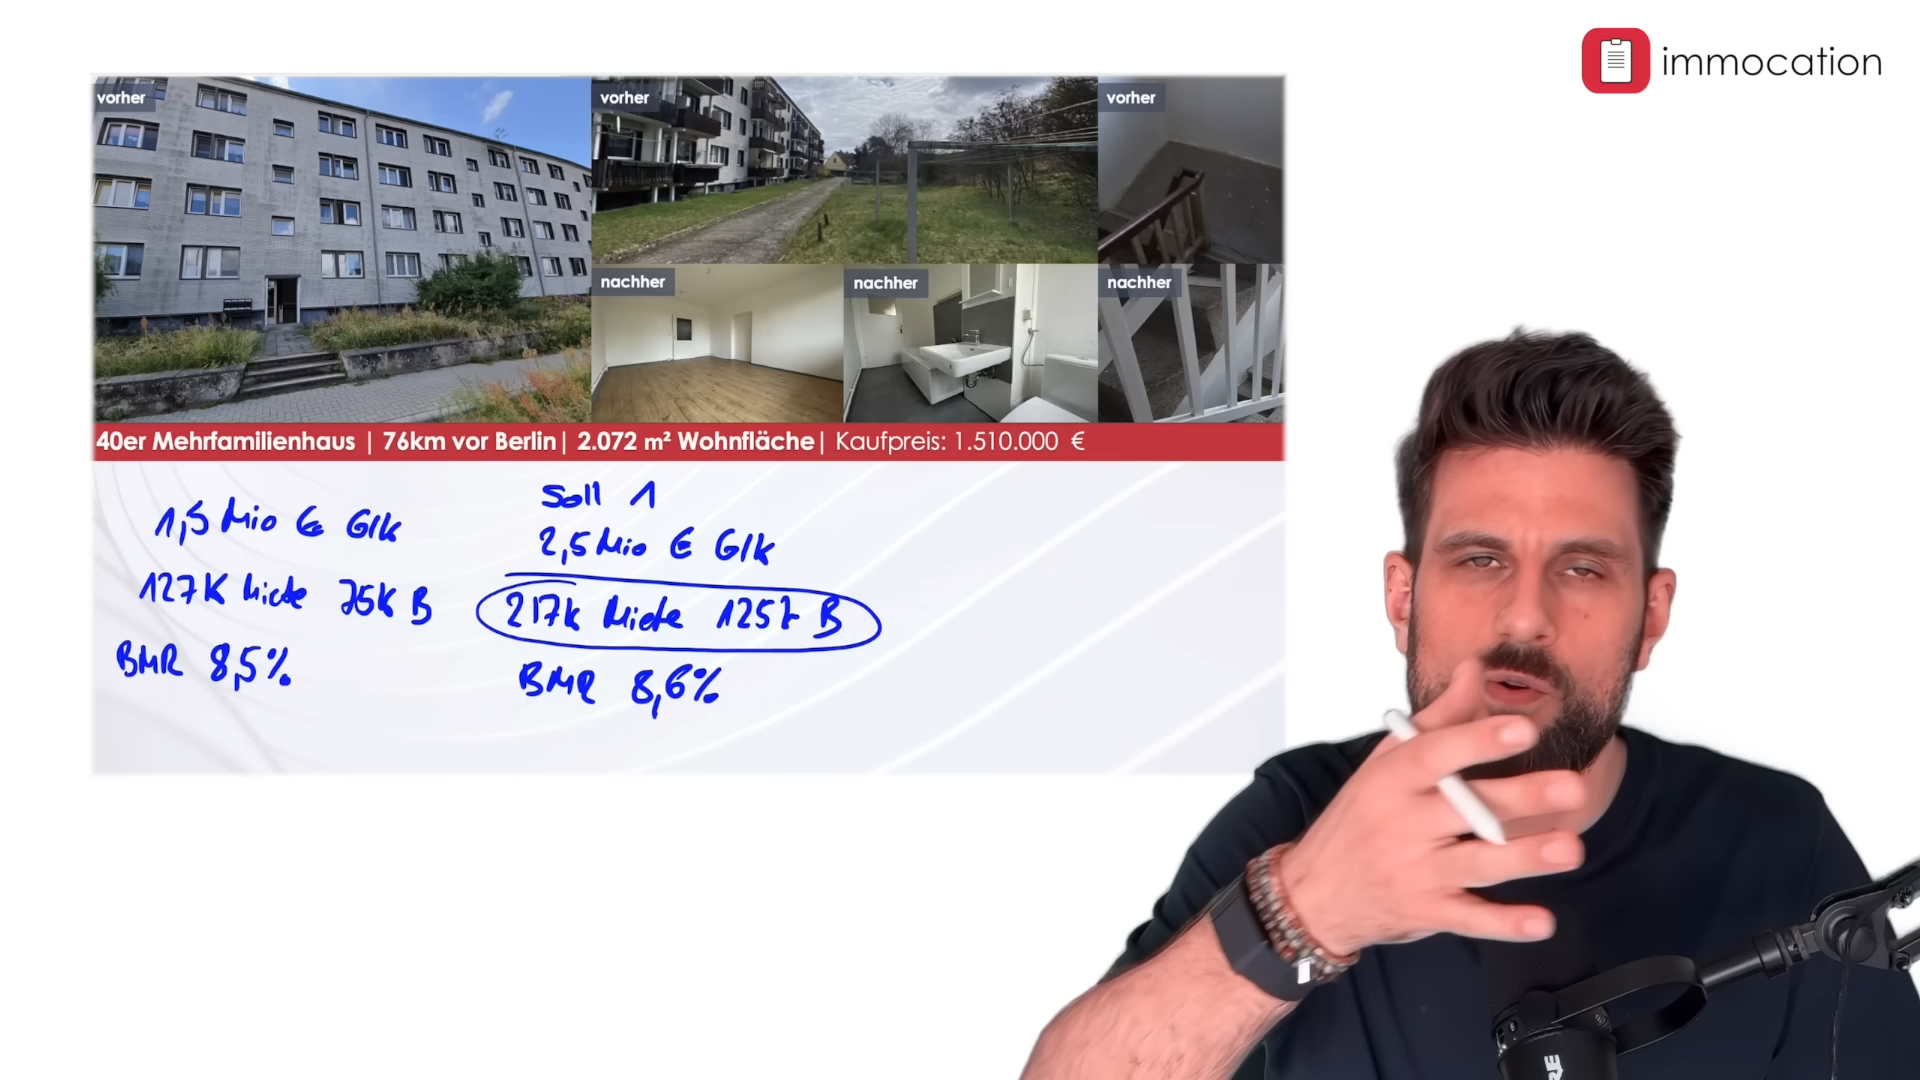 immocation
vorher
vorher
vorher
nachher
nachher
nachher
40er Mehrfamilienhaus | 76km vor Berlin | 2.072 m² Wohnfläche | Kaufpreis: 1.510.000 €
1,5 Mio € GIK
127K Miete 75K B
BMR 8,5%
Soll 1
2,5 Mio € GIK
217k Miete 125k B
BMR 8,6%